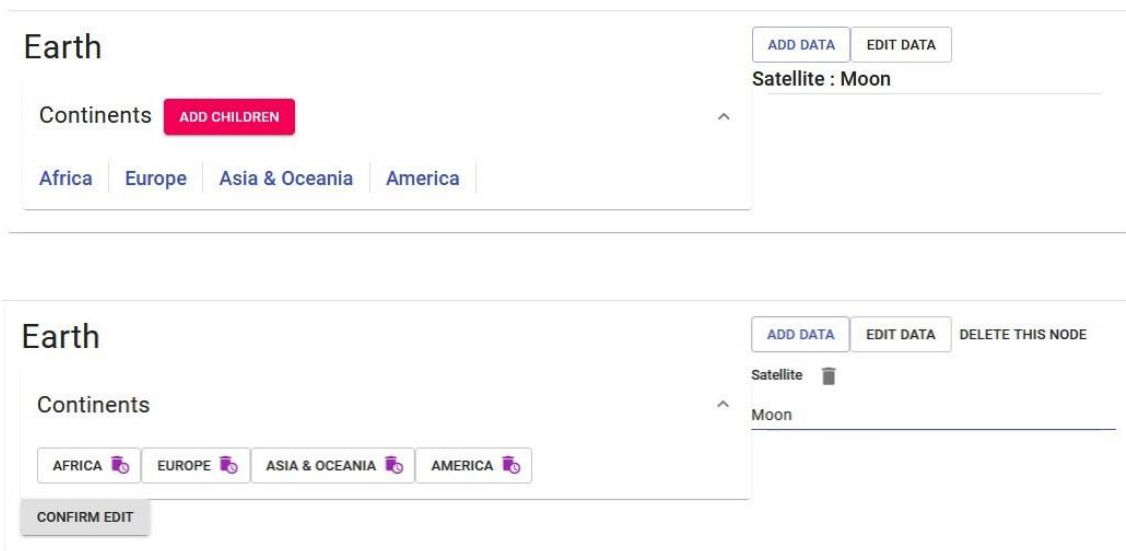 Earth
ADD DATA EDIT DATA
Satellite : Moon
Continents ADD CHILDREN
Africa Europe Asia & Oceania America
Earth
ADD DATA EDIT DATA DELETE THIS NODE
Satellite
Continents
Moon
AFRICA EUROPE ASIA & OCEANIA AMERICA
CONFIRM EDIT